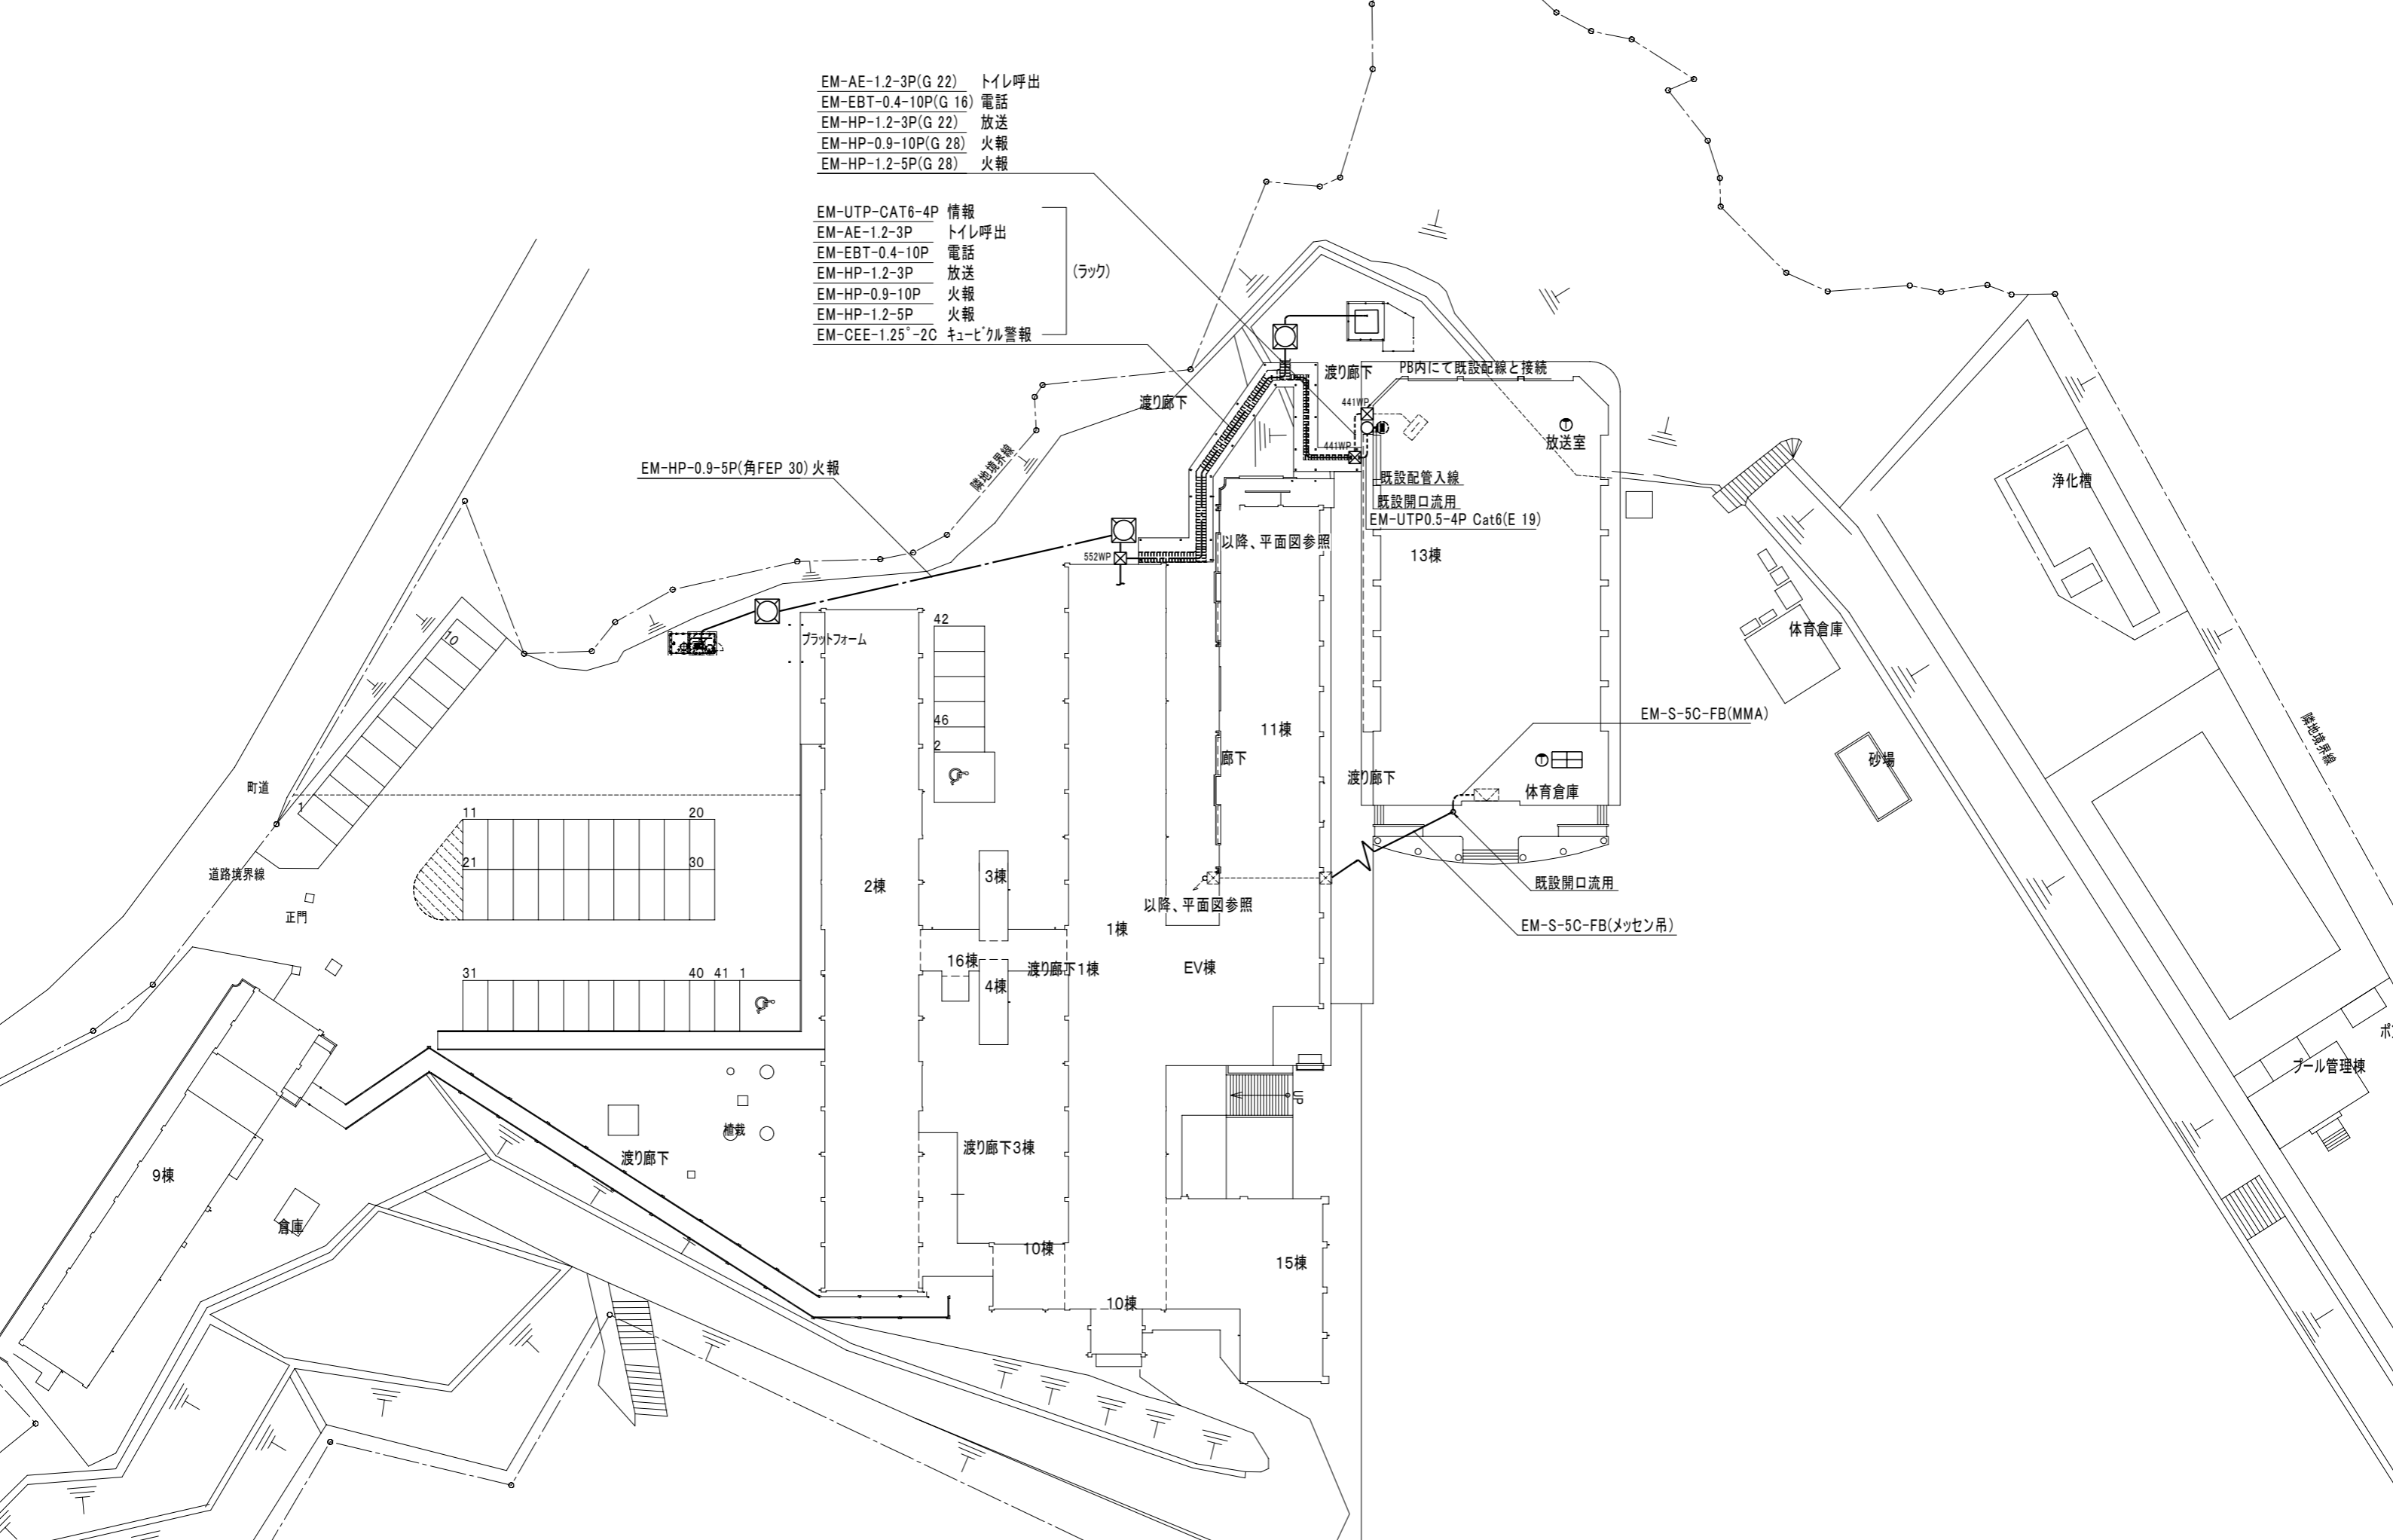 EM-AE-1.2-3P(G 22) トイレ呼出
EM-EBT-0.4-10P(G 16) 電話
EM-HP-1.2-3P(G 22) 放送
EM-HP-0.9-10P(G 28) 火報
EM-HP-1.2-5P(G 28) 火報
EM-UTP-CAT6-4P 情報
EM-AE-1.2-3P トイレ呼出
EM-EBT-0.4-10P 電話
EM-HP-1.2-3P 放送
EM-HP-0.9-10P 火報
EM-HP-1.2-5P 火報
EM-CEE-1.25°-2C キュービクル警報
(ラック)
渡り廊下
PB内にて既設配線と接続
渡り廊下
441WP
放送室
441WP
EM-HP-0.9-5P(角FEP 30) 火報
隣地境界線
既設配管入線
既設開口流用
EM-UTP0.5-4P Cat6(E 19)
浄化槽
以降、平面図参照
13棟
552WP
体育倉庫
プラットフォーム
42
10
46
2
EM-S-5C-FB(MMA)
11棟
隣地境界線
廊下
渡り廊下
砂場
町道
体育倉庫
1
11
20
21
30
道路境界線
2棟
3棟
既設開口流用
正門
以降、平面図参照
EM-S-5C-FB(メッセン吊)
1棟
16棟
渡り廊下1棟
EV棟
31
40
41
1
4棟
ポ
プール管理棟
UP
植栽
渡り廊下
渡り廊下3棟
9棟
倉庫
10棟
15棟
10棟